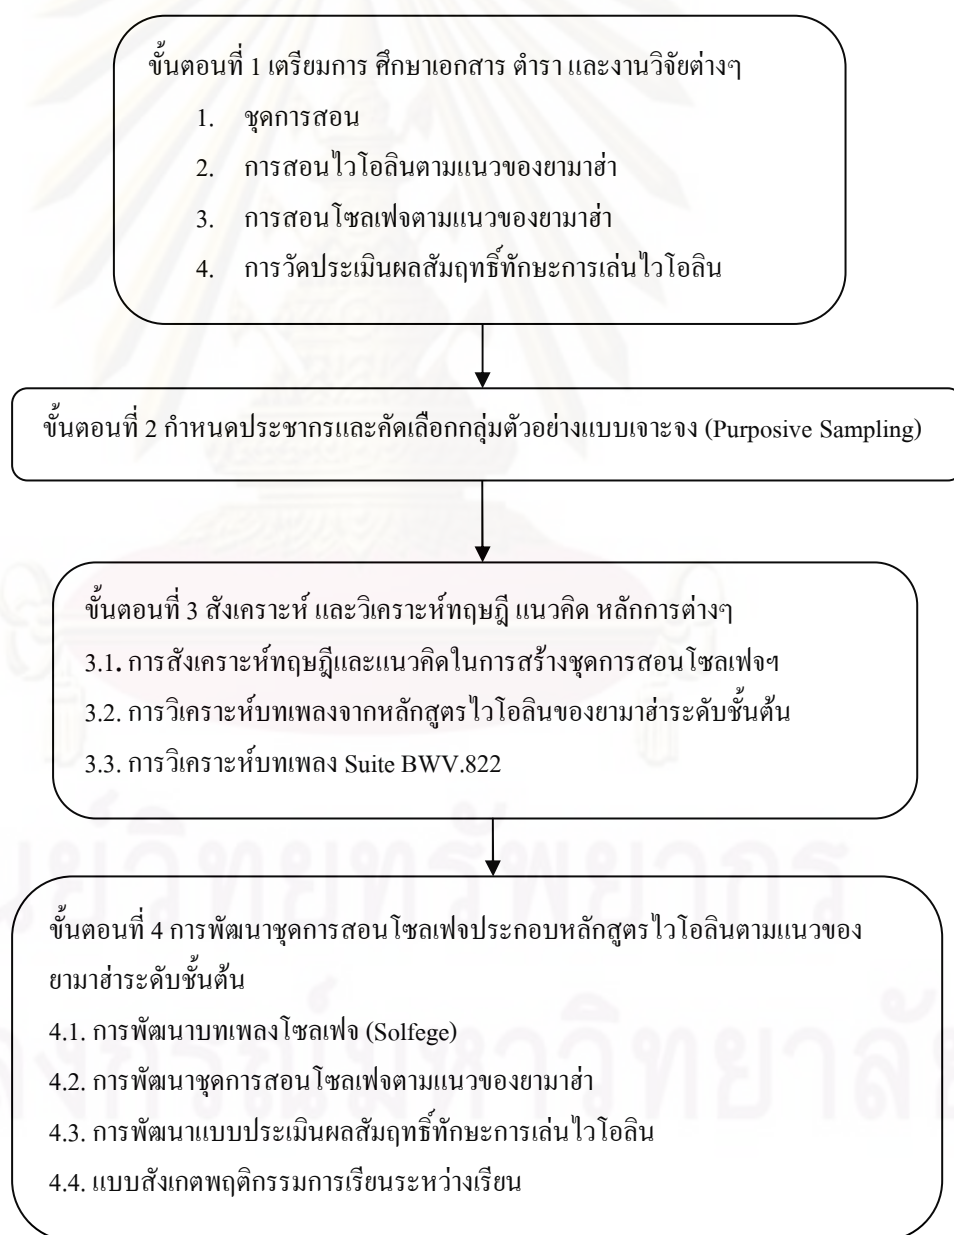 ขั้นตอนที่ 1 เตรียมการ ศึกษาเอกสาร ตำรา และงานวิจัยต่างๆ
1. ชุดการสอน
2. การสอนไวโอลินตามแนวของยามาฮ่า
3. การสอนโซลเฟจตามแนวของยามาฮ่า
4. การวัดประเมินผลสัมฤทธิ์ทักษะการเล่นไวโอลิน
ขั้นตอนที่ 2 กำหนดประชากรและคัดเลือกกลุ่มตัวอย่างแบบเจาะจง (Purposive Sampling)
ขั้นตอนที่ 3 สังเคราะห์ และวิเคราะห์ทฤษฎี แนวคิด หลักการต่างๆ
3.1. การสังเคราะห์ทฤษฎีและแนวคิดในการสร้างชุดการสอนโซลเฟจฯ
3.2. การวิเคราะห์บทเพลงจากหลักสูตรไวโอลินของยามาฮ่าระดับชั้นต้น
3.3. การวิเคราะห์บทเพลง Suite BWV.822
ขั้นตอนที่ 4 การพัฒนาชุดการสอนโซลเฟจประกอบหลักสูตรไวโอลินตามแนวของ
ยามาฮ่าระดับชั้นต้น
4.1. การพัฒนาบทเพลงโซลเฟจ (Solfege)
4.2. การพัฒนาชุดการสอนโซลเฟจตามแนวของยามาฮ่า
4.3. การพัฒนาแบบประเมินผลสัมฤทธิ์ทักษะการเล่นไวโอลิน
4.4. แบบสังเกตพฤติกรรมการเรียนระหว่างเรียน